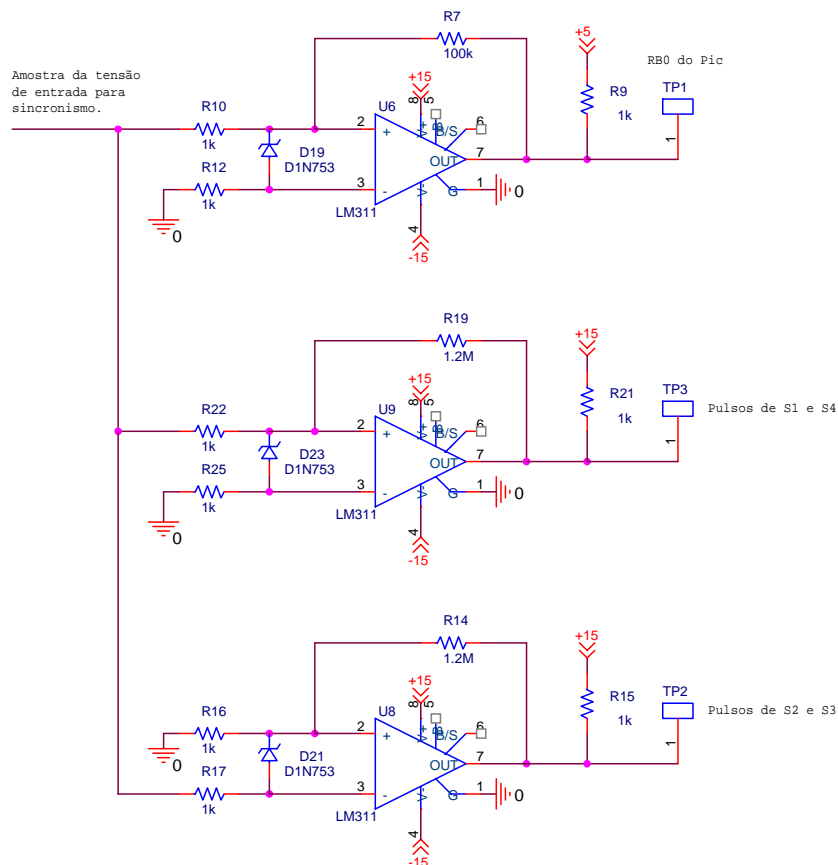 R7
100k
+5
RB0 do Pic
TP1
Amostra da tensão
de entrada para
sincronismo.
+15
R10
1k
U6
8
5
B
6
B/S
V+
R9
1k
2
+
D19
D1N753
OUT
7
1
R12
1k
3
-
V-
G
1
0
LM311
4
-15
0
R19
1.2M
+15
TP3
+15
R22
1k
U9
8
5
B
6
B/S
V+
R21
1k
Pulsos de S1 e S4
2
+
D23
D1N753
OUT
7
1
R25
1k
3
-
V-
G
1
0
LM311
4
-15
0
R14
1.2M
+15
TP2
+15
R16
1k
U8
8
5
B
6
B/S
V+
R15
1k
Pulsos de S2 e S3
2
+
0
D21
D1N753
OUT
7
1
R17
1k
3
-
V-
G
1
0
LM311
4
-15